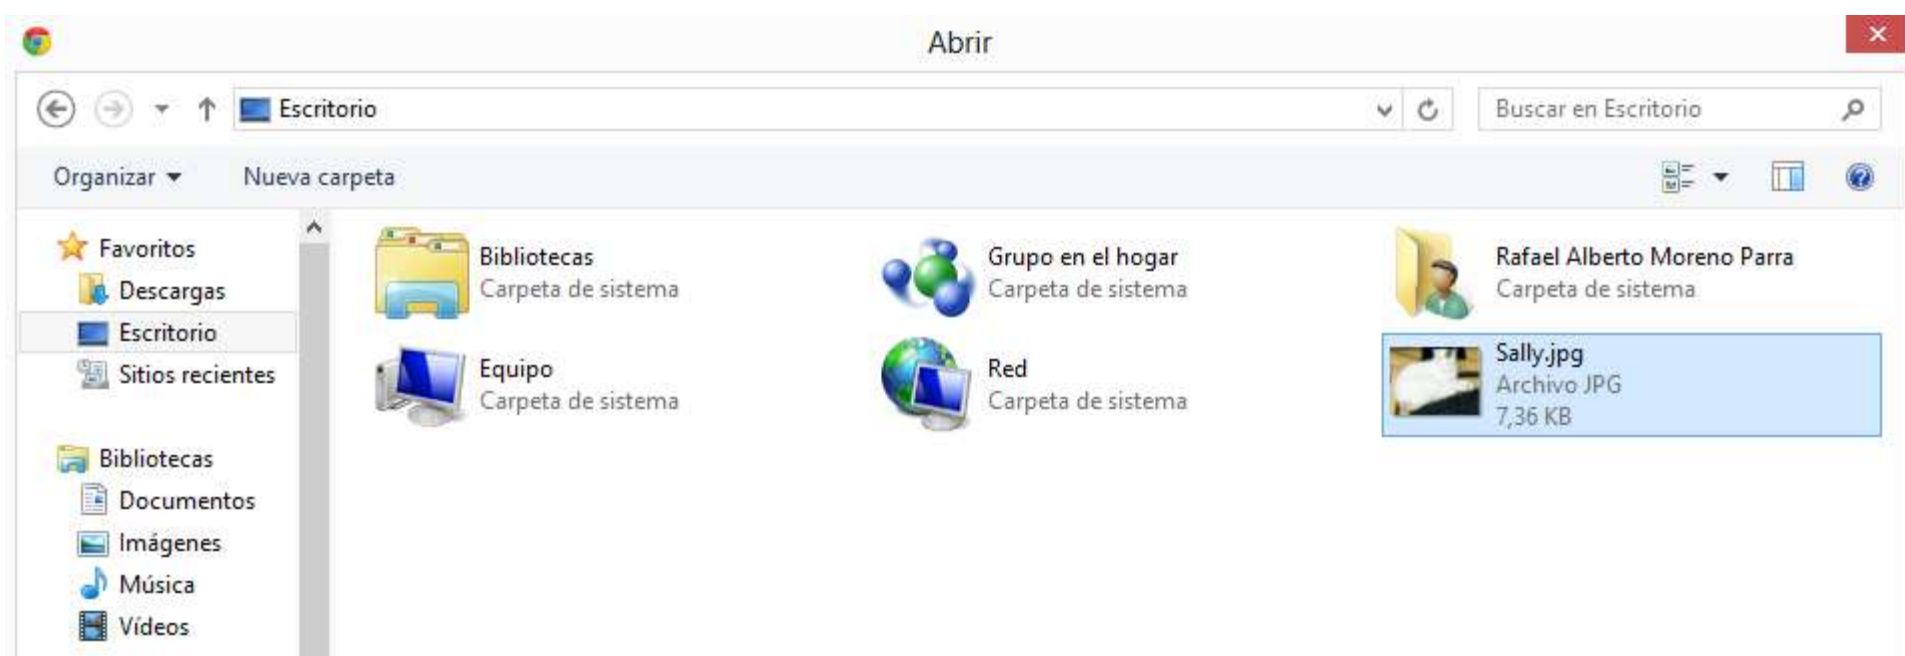 Abrir
Escritorio
Buscar en Escritorio
Organizar
Nueva carpeta
Favoritos
Descargas
Escritorio
Sitios recientes
Bibliotecas
Documentos
Imágenes
Música
Vídeos
Bibliotecas
Carpeta de sistema
Grupo en el hogar
Carpeta de sistema
Rafael Alberto Moreno Parra
Carpeta de sistema
Equipo
Carpeta de sistema
Red
Carpeta de sistema
Sally.jpg
Archivo JPG
7,36 KB